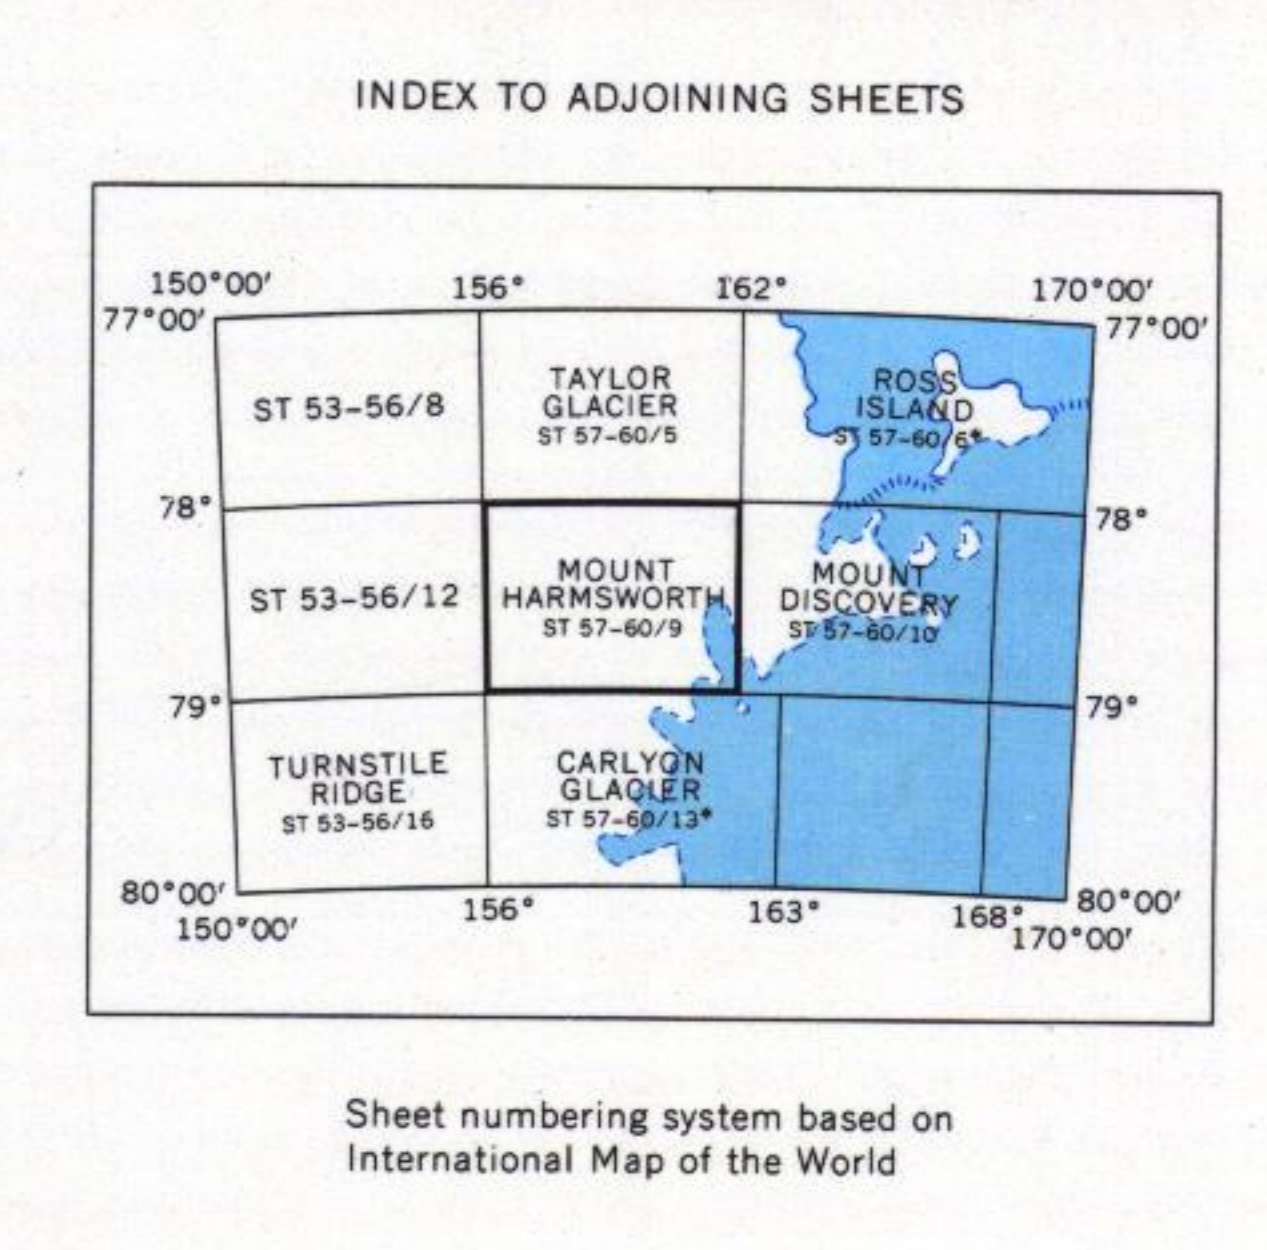 INDEX TO ADJOINING SHEETS
150°00′ 156° 162° 170°00′
77°00′ 77°00′
TAYLOR
GLACIER
ST 57-60/5
ROSS
ISLAND
ST 57-60/6*
ST 53-56/8
78° 78°
ST 53-56/12
MOUNT
HARMSWORTH
ST 57-60/9
MOUNT
DISCOVERY
ST 57-60/10
79° 79°
TURNSTILE
RIDGE
ST 53-56/16
CARLYON
GLACIER
ST 57-60/13*
80°00′ 80°00′
150°00′ 156° 163° 168° 170°00′
Sheet numbering system based on
International Map of the World